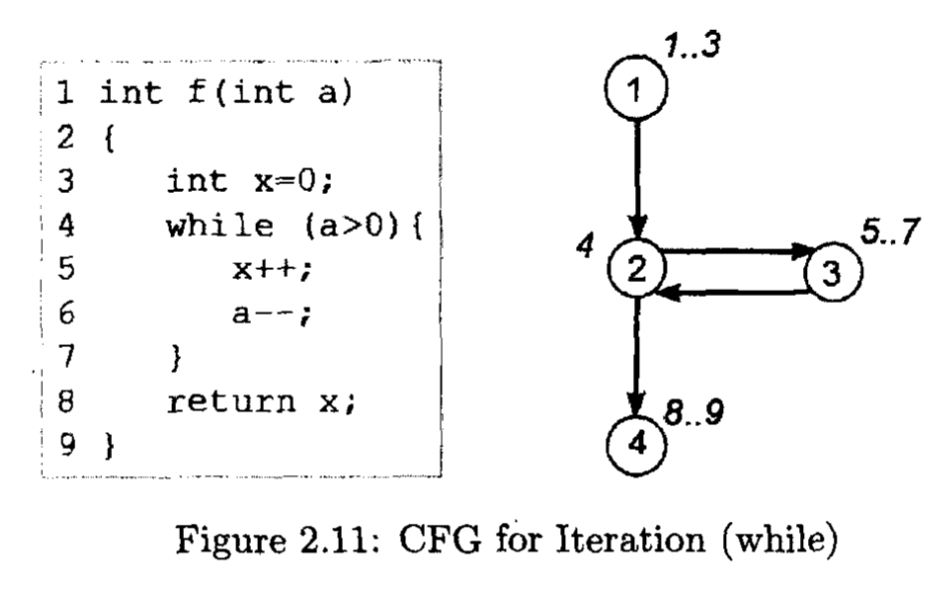 1 int f(int a)
2 {
3 int x=0;
4 while (a>0){
5 x++;
6 a--;
7 }
8 return x;
9 }
1..3
1
4
2
5..7
3
8..9
4
Figure 2.11: CFG for Iteration (while)